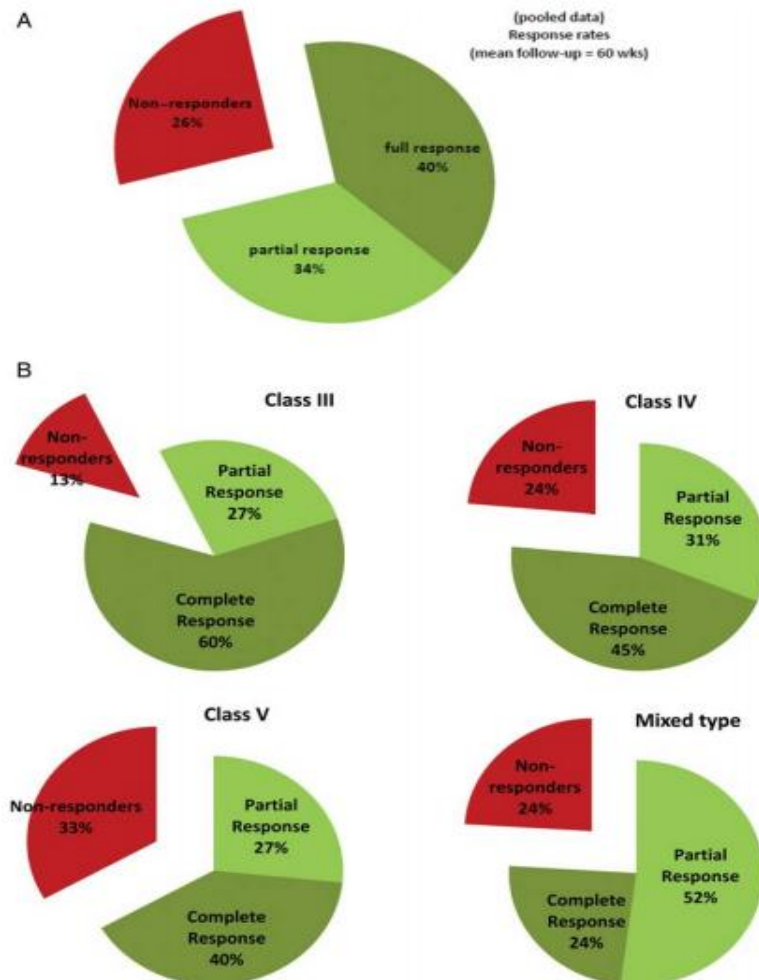 A
(pooled data)
Response rates
(mean follow-up = 60 wks)
Non-responders
26%
full response
40%
partial response
34%
B
Class III
Non-
responders
13%
Partial
Response
27%
Complete
Response
60%
Class IV
Non-
responders
24%
Partial
Response
31%
Complete
Response
45%
Class V
Non-responders
33%
Partial
Response
27%
Complete
Response
40%
Mixed type
Non-
responders
24%
Partial
Response
52%
Complete
Response
24%